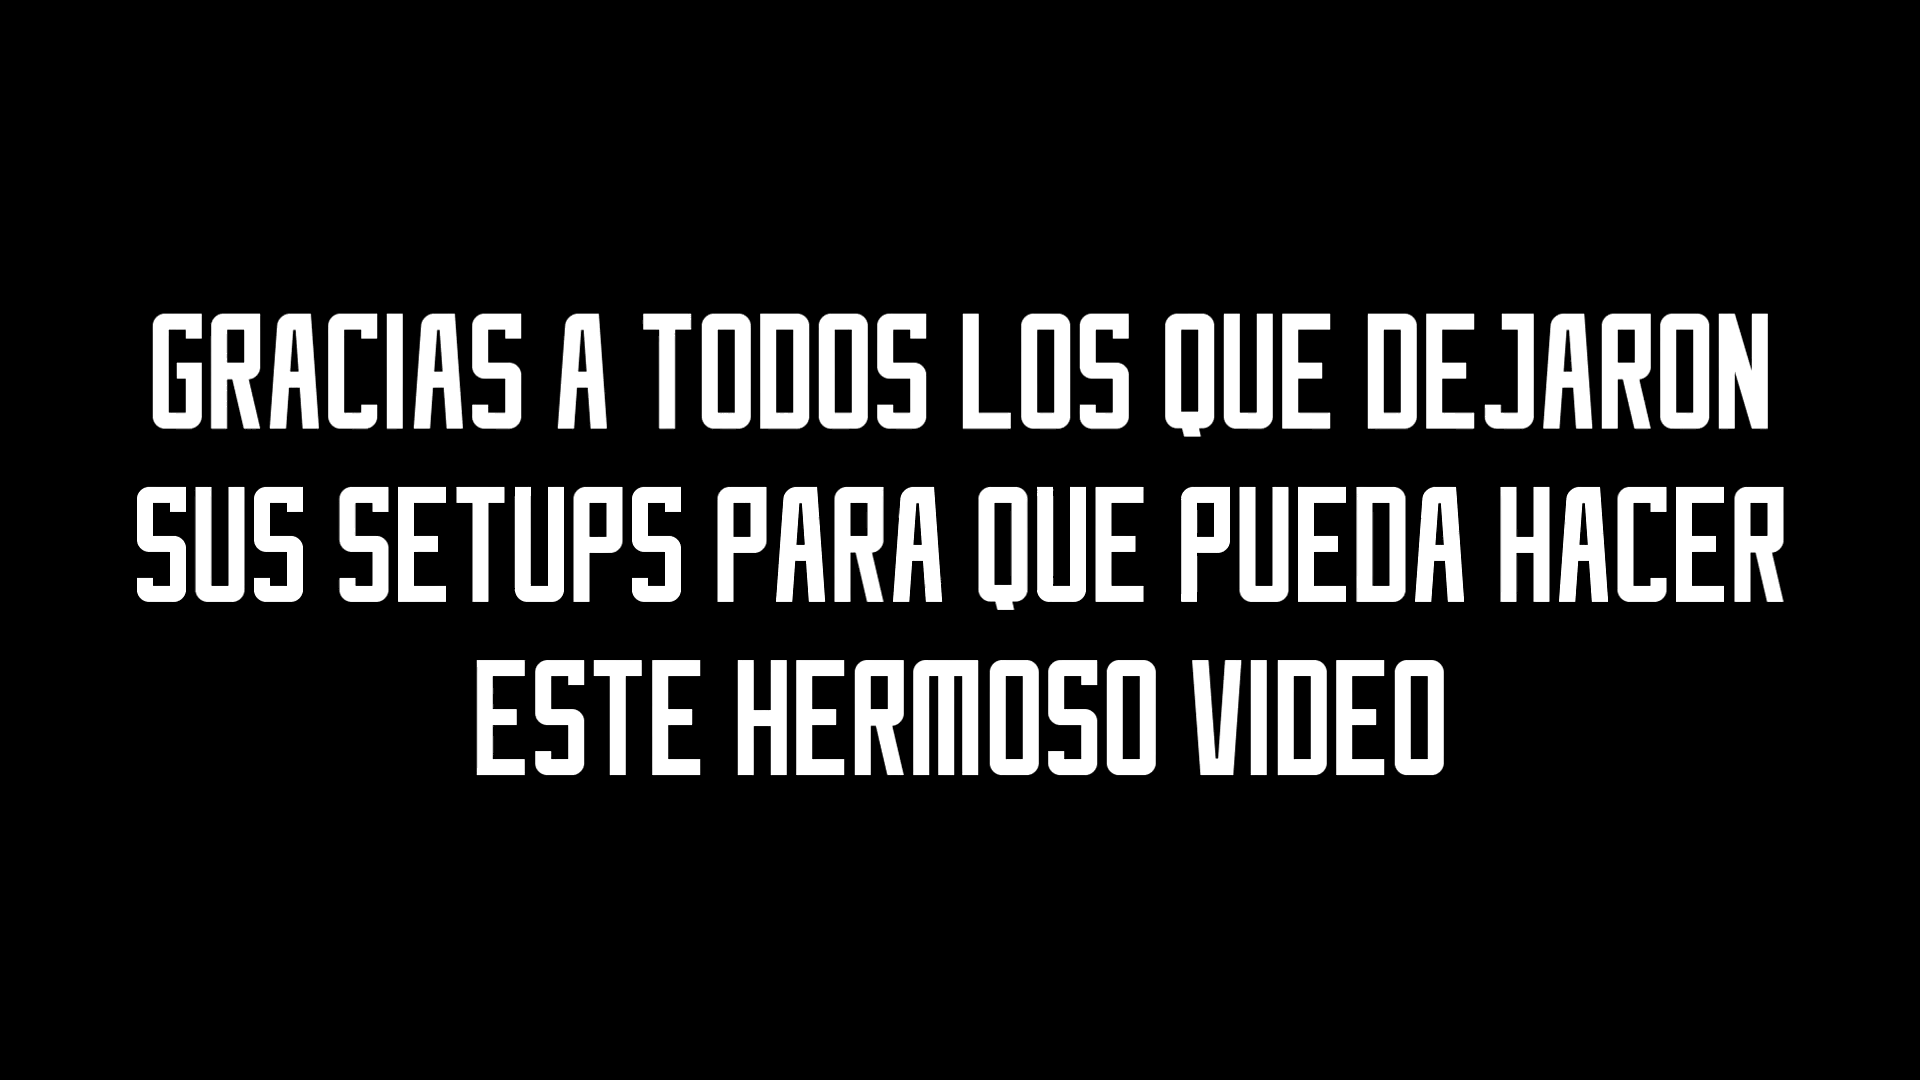 GRACIAS A TODOS LOS QUE DEJARON
SUS SETUPS PARA QUE PUEDA HACER
ESTE HERMOSO VIDEO